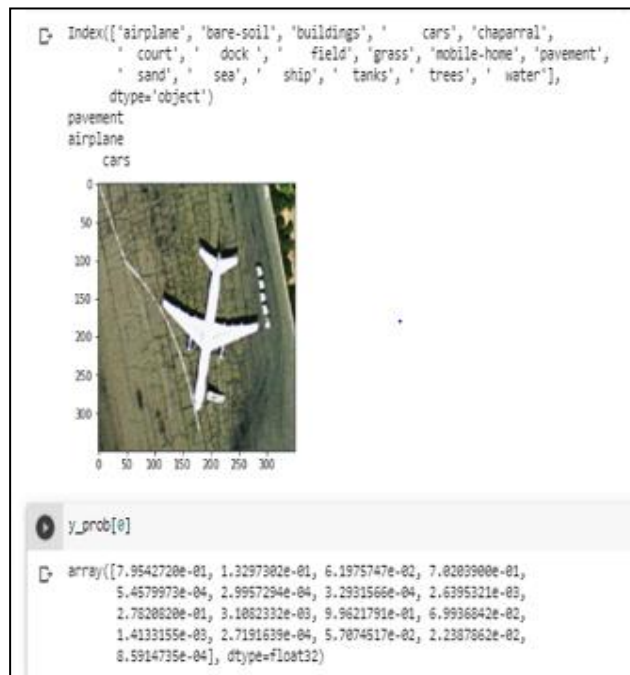 Index(['airplane', 'bare-soil', 'buildings', '     cars', 'chaparral',
'  court', '   dock ', '    field', 'grass', 'mobile-home', 'pavement',
'  sand', '   sea', '  ship', '  tanks', '  trees', '  water'],
dtype='object')
pavement
airplane
cars
0
50
100
150
200
250
300
0 50 100 150 200 250 300
y_prob[0]
array([7.9542720e-01, 1.3297302e-01, 6.1975747e-02, 7.0203900e-01,
5.4579973e-04, 2.9957294e-04, 3.2931566e-04, 2.6395321e-03,
2.7820820e-01, 3.1082332e-03, 9.9621791e-01, 6.9936842e-02,
1.4133155e-03, 2.7191639e-04, 5.7074517e-02, 2.2387862e-02,
8.5914735e-04], dtype=float32)